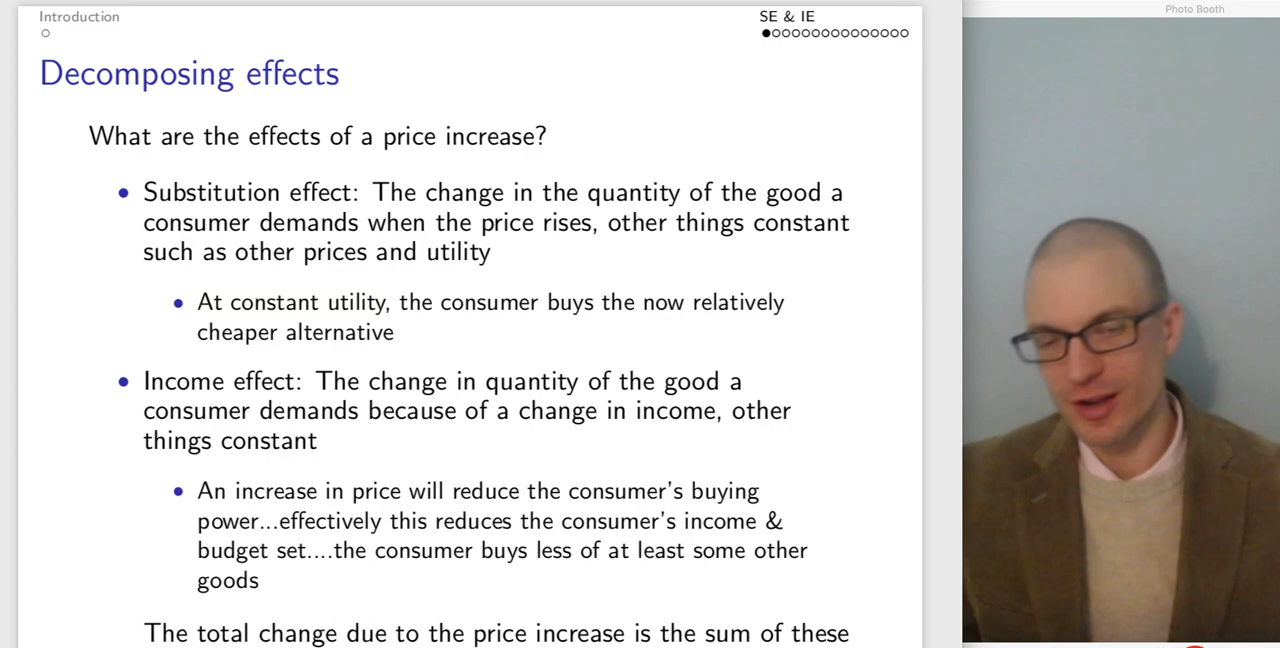 Introduction
SE & IE
Photo Booth
Decomposing effects
What are the effects of a price increase?
• Substitution effect: The change in the quantity of the good a
consumer demands when the price rises, other things constant
such as other prices and utility
• At constant utility, the consumer buys the now relatively
cheaper alternative
• Income effect: The change in quantity of the good a
consumer demands because of a change in income, other
things constant
• An increase in price will reduce the consumer's buying
power...effectively this reduces the consumer's income &
budget set....the consumer buys less of at least some other
goods
The total change due to the price increase is the sum of these